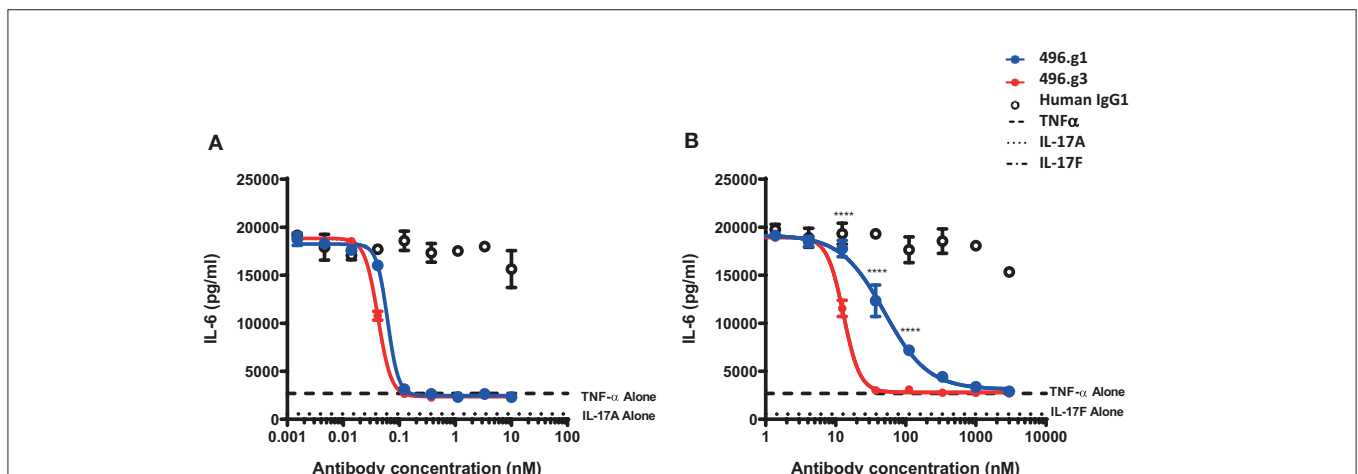 496.g1
496.g3
Human IgG1
TNFα
IL-17A
IL-17F
A
25000
20000
15000
10000
5000
0
IL-6 (pg/ml)
TNF-α Alone
IL-17A Alone
0.001 0.01 0.1 1 10 100
Antibody concentration (nM)
B
25000
20000
15000
10000
5000
0
IL-6 (pg/ml)
****
****
****
TNF-α Alone
IL-17F Alone
1 10 100 1000 10000
Antibody concentration (nM)